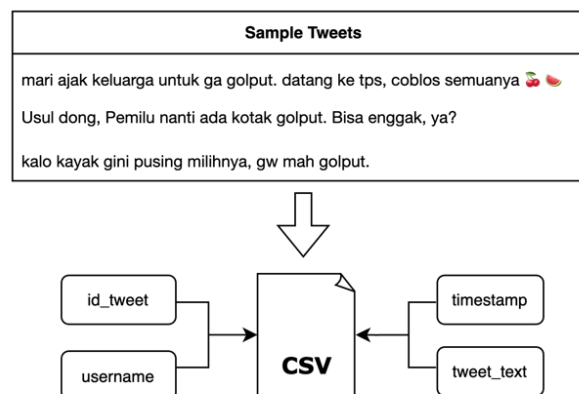 Sample Tweets
mari ajak keluarga untuk ga golput. datang ke tps, coblos semuanya 🍒 🍉
Usul dong, Pemilu nanti ada kotak golput. Bisa enggak, ya?
kalo kayak gini pusing milihnya, gw mah golput.
id_tweet
timestamp
CSV
username
tweet_text